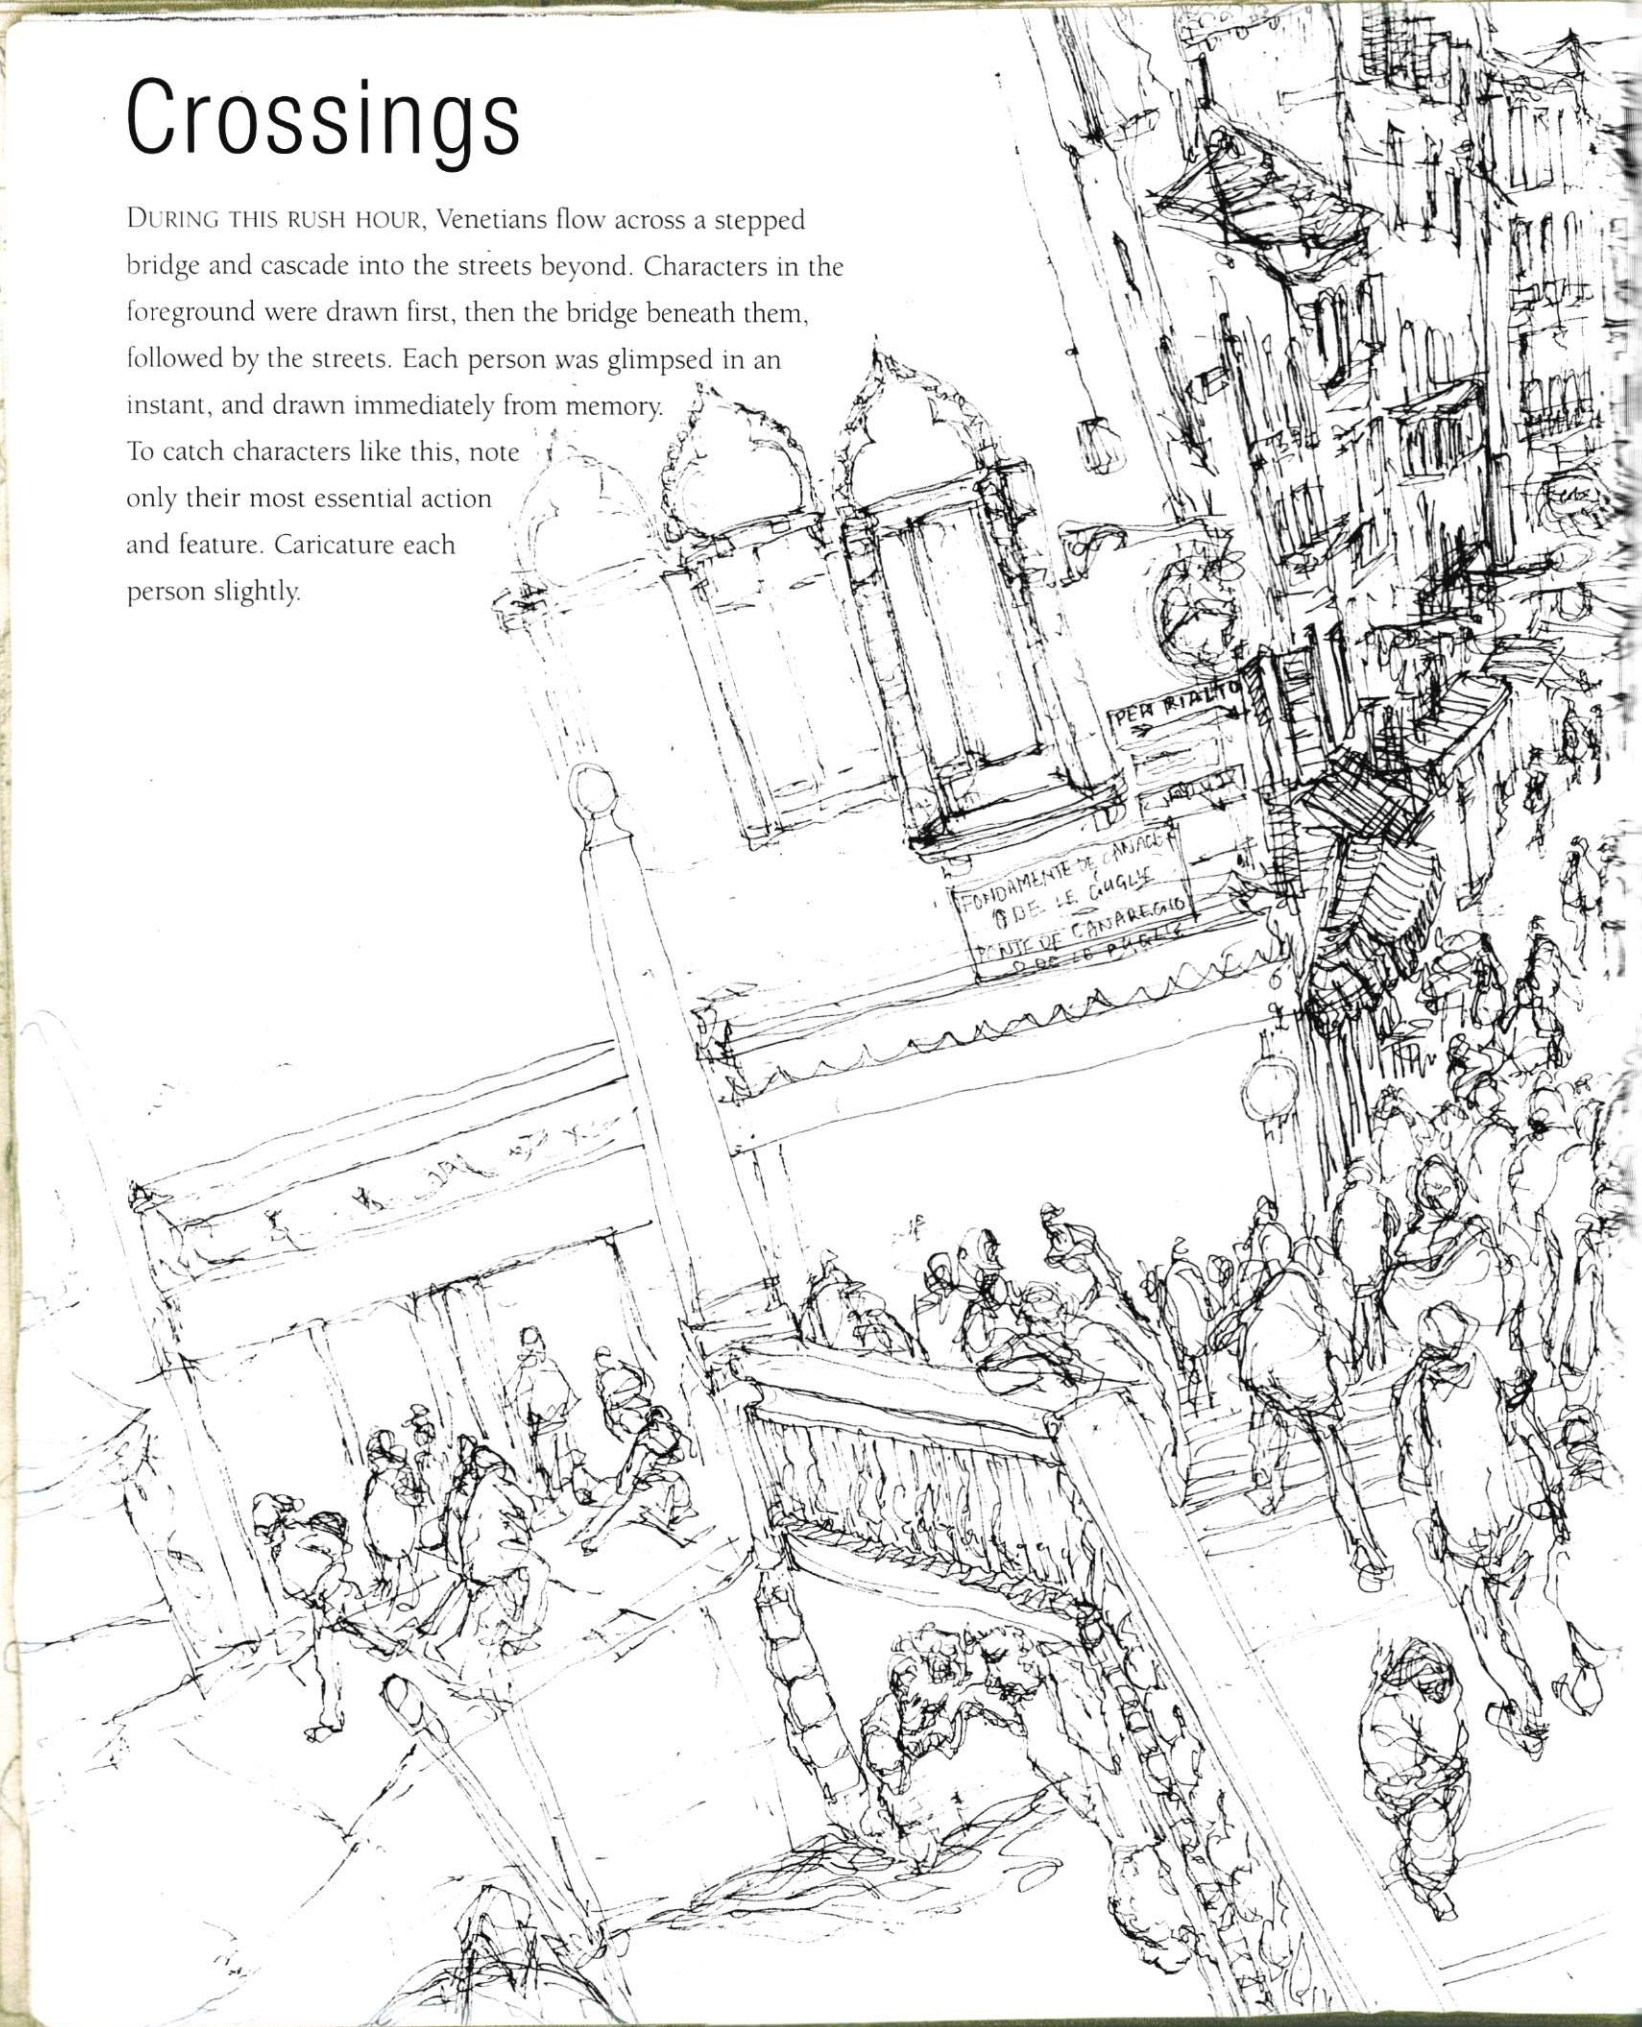 Crossings
DURING THIS RUSH HOUR, Venetians flow across a stepped
bridge and cascade into the streets beyond. Characters in the
foreground were drawn first, then the bridge beneath them,
followed by the streets. Each person was glimpsed in an
instant, and drawn immediately from memory.
To catch characters like this, note
only their most essential action
and feature. Caricature each
person slightly.
PER RIALTO
FONDAMENTE DE
DE LE GUGLIE
PONTE DE CANAREGIO
O DE LE